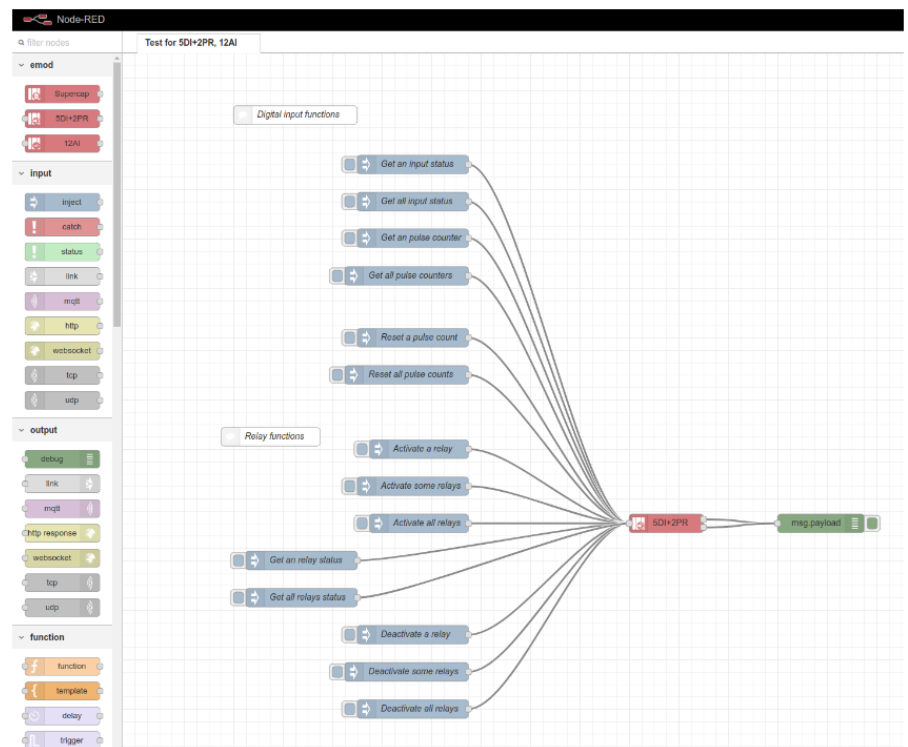 Node-RED
filter nodes
Test for 5DI+2PR, 12AI
emod
Supercap
5DI+2PR
12AI
input
inject
catch
status
link
mqtt
http
websocket
tcp
udp
output
debug
link
mqtt
http response
websocket
tcp
udp
function
function
template
delay
trigger
Digital input functions
Get an input status
Get all input status
Get an pulse counter
Get all pulse counters
Reset a pulse count
Reset all pulse counts
Relay functions
Activate a relay
Activate some relays
Activate all relays
Get an relay status
Get all relays status
Deactivate a relay
Deactivate some relays
Deactivate all relays
5DI+2PR
msg.payload